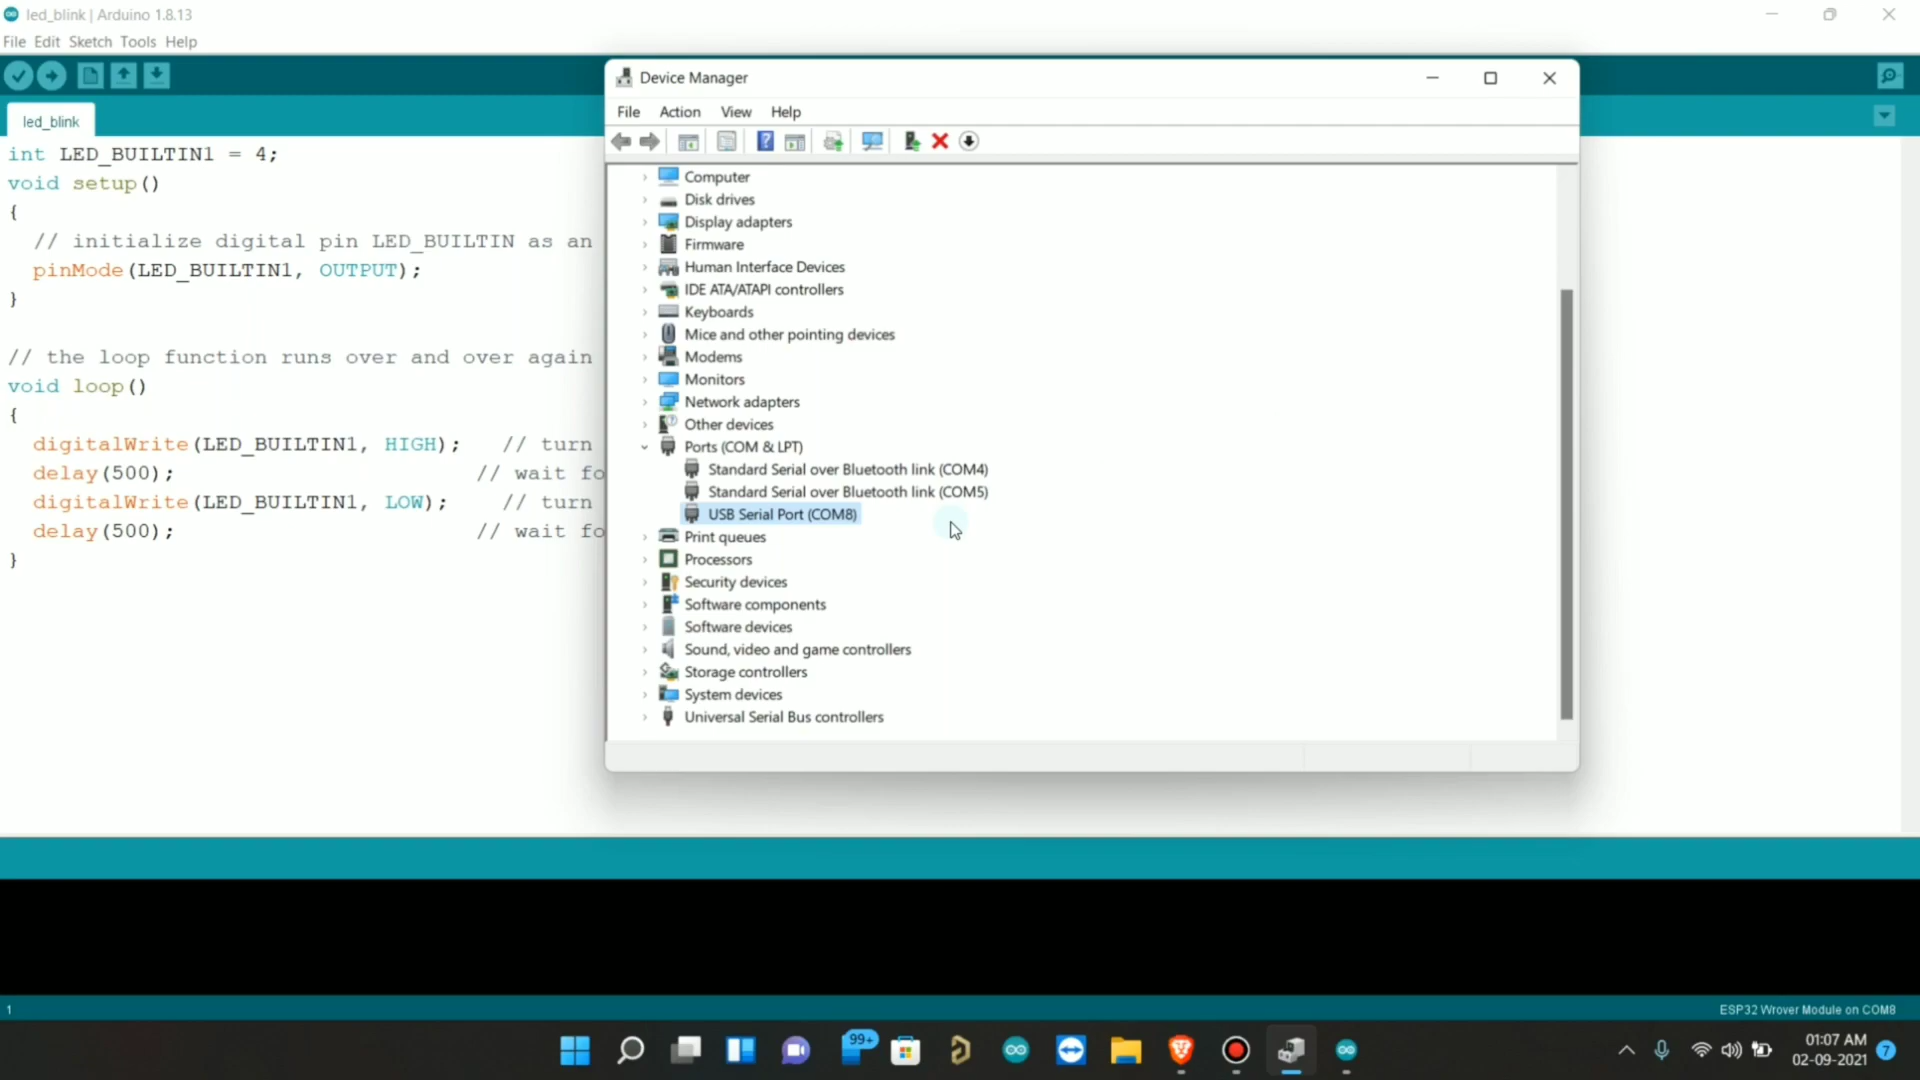 led_blink | Arduino 1.8.13
File Edit Sketch Tools Help
led_blink
int LED_BUILTIN1 = 4;
void setup()
{
// initialize digital pin LED_BUILTIN as an
pinMode(LED_BUILTIN1, OUTPUT);
}
// the loop function runs over and over again
void loop()
{
digitalWrite(LED_BUILTIN1, HIGH); // turn
delay(500); // wait fo
digitalWrite(LED_BUILTIN1, LOW); // turn
delay(500); // wait fo
}
Device Manager
File Action View Help
Computer
Disk drives
Display adapters
Firmware
Human Interface Devices
IDE ATA/ATAPI controllers
Keyboards
Mice and other pointing devices
Modems
Monitors
Network adapters
Other devices
Ports (COM & LPT)
Standard Serial over Bluetooth link (COM4)
Standard Serial over Bluetooth link (COM5)
USB Serial Port (COM8)
Print queues
Processors
Security devices
Software components
Software devices
Sound, video and game controllers
Storage controllers
System devices
Universal Serial Bus controllers
1
ESP32 Wrover Module on COM8
99+
01:07 AM
02-09-2021
7